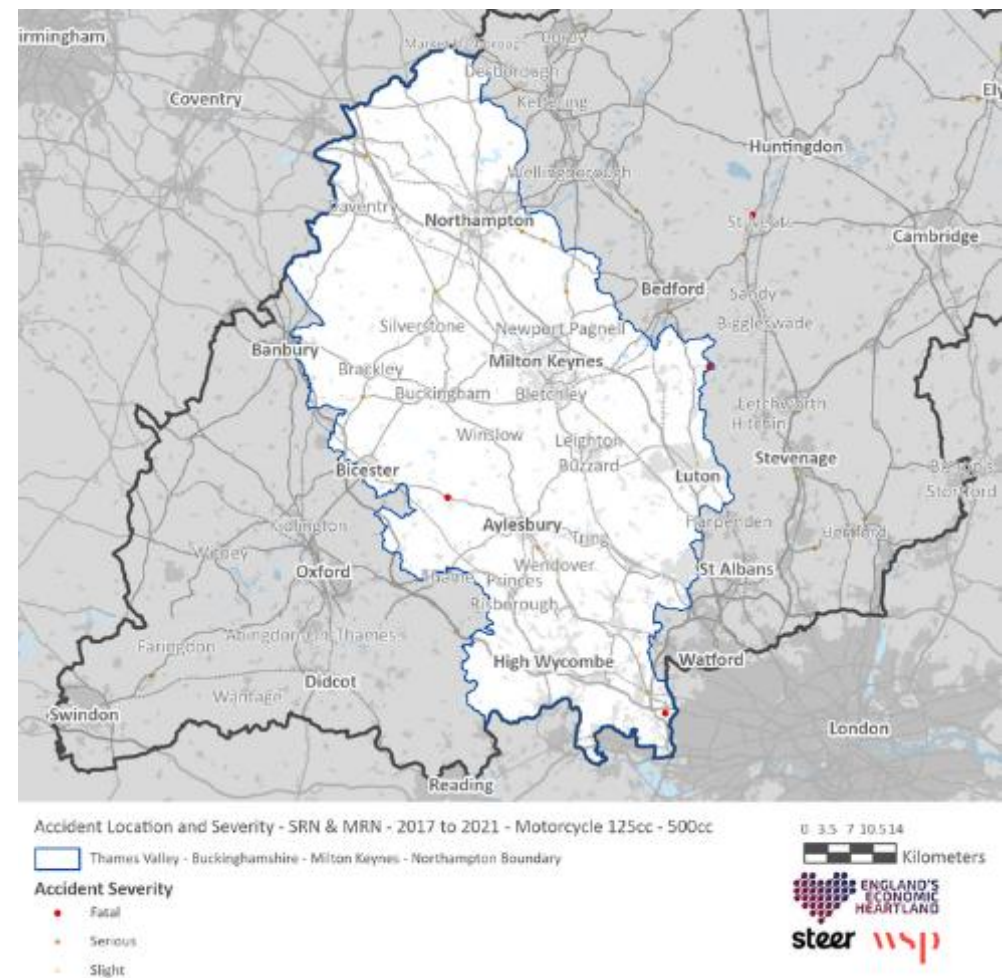 irmingham
Coventry
Desborough
Kettering
Huntingdon
Ely
Wellingborough
Daventry
Northampton
Cambridge
Bedford
Sandy
Silverstone
Newport Pagnell
Biggleswade
Banbury
Milton Keynes
Brackley
Buckingham
Bletchley
Letchworth
Hitchin
Winslow
Leighton
Buzzard
Stevenage
Bicester
Luton
Aylesbury
Harpenden
Hertford
Kidlington
Tring
Witney
Wendover
St Albans
Oxford
Thame
Princes
Risborough
Abingdon-on-Thames
Faringdon
High Wycombe
Watford
Didcot
Wantage
Swindon
London
Reading
Accident Location and Severity - SRN & MRN - 2017 to 2021 - Motorcycle 125cc - 500cc
Thames Valley - Buckinghamshire - Milton Keynes - Northampton Boundary
Accident Severity
Fatal
Serious
Slight
0 3.5 7 10.5 14
Kilometers
ENGLAND'S
ECONOMIC
HEARTLAND
steer wsp